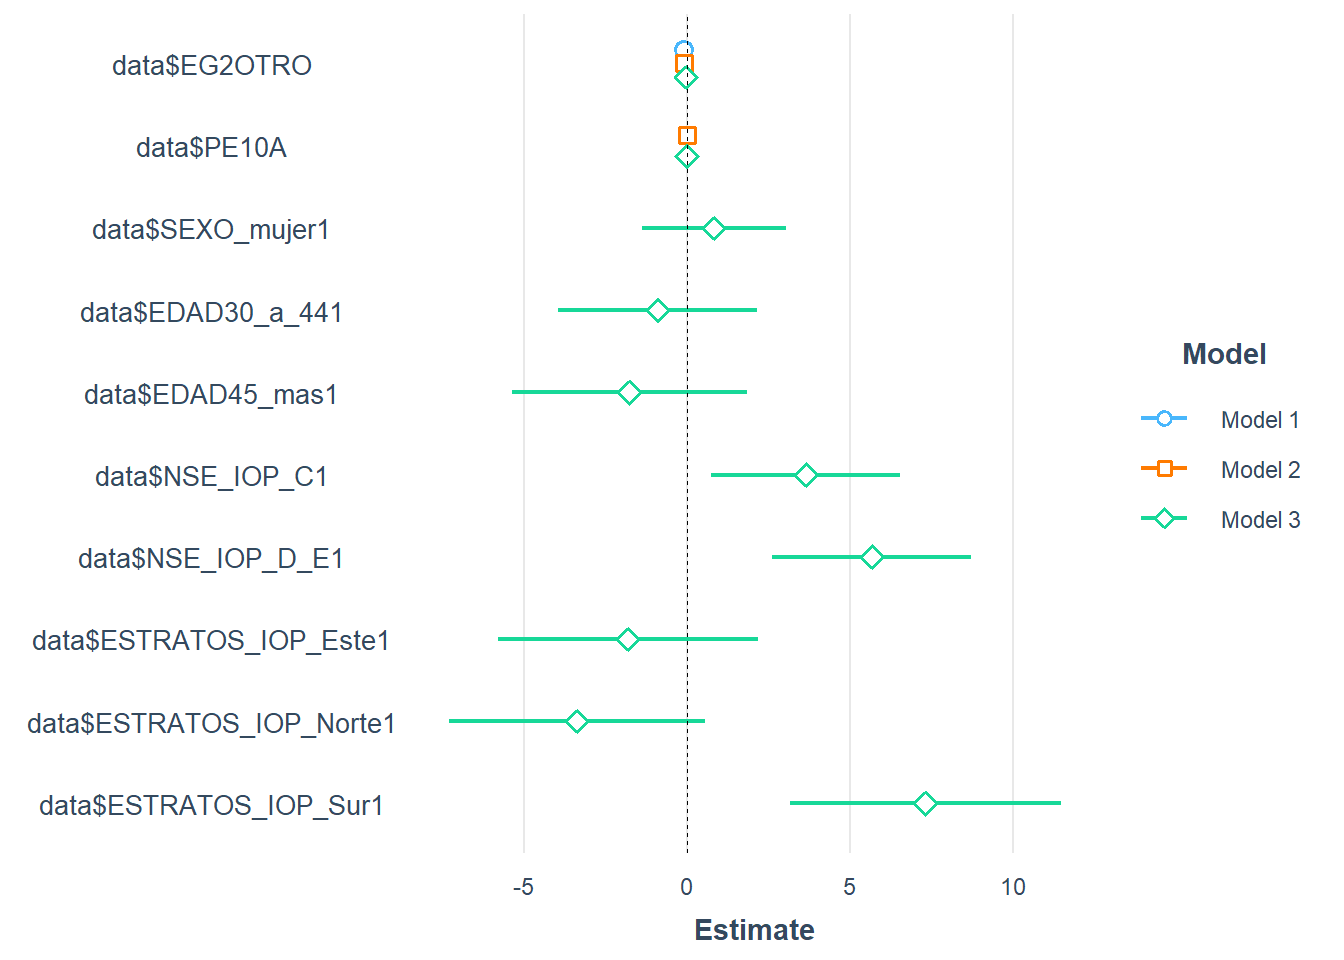 data$EG2OTRO
data$PE10A
data$SEXO_mujer1
data$EDAD30_a_441
data$EDAD45_mas1
data$NSE_IOP_C1
data$NSE_IOP_D_E1
data$ESTRATOS_IOP_Este1
data$ESTRATOS_IOP_Norte1
data$ESTRATOS_IOP_Sur1
-5 0 5 10
Estimate
Model
Model 1
Model 2
Model 3